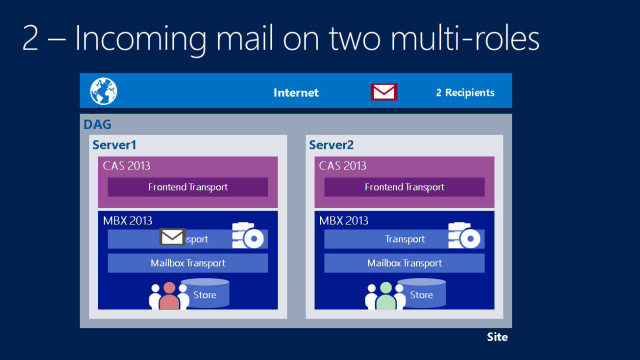 2 – Incoming mail on two multi-roles
Internet
2 Recipients
DAG
Server1
CAS 2013
Frontend Transport
MBX 2013
sport
Mailbox Transport
Store
Server2
CAS 2013
Frontend Transport
MBX 2013
Transport
Mailbox Transport
Store
Site